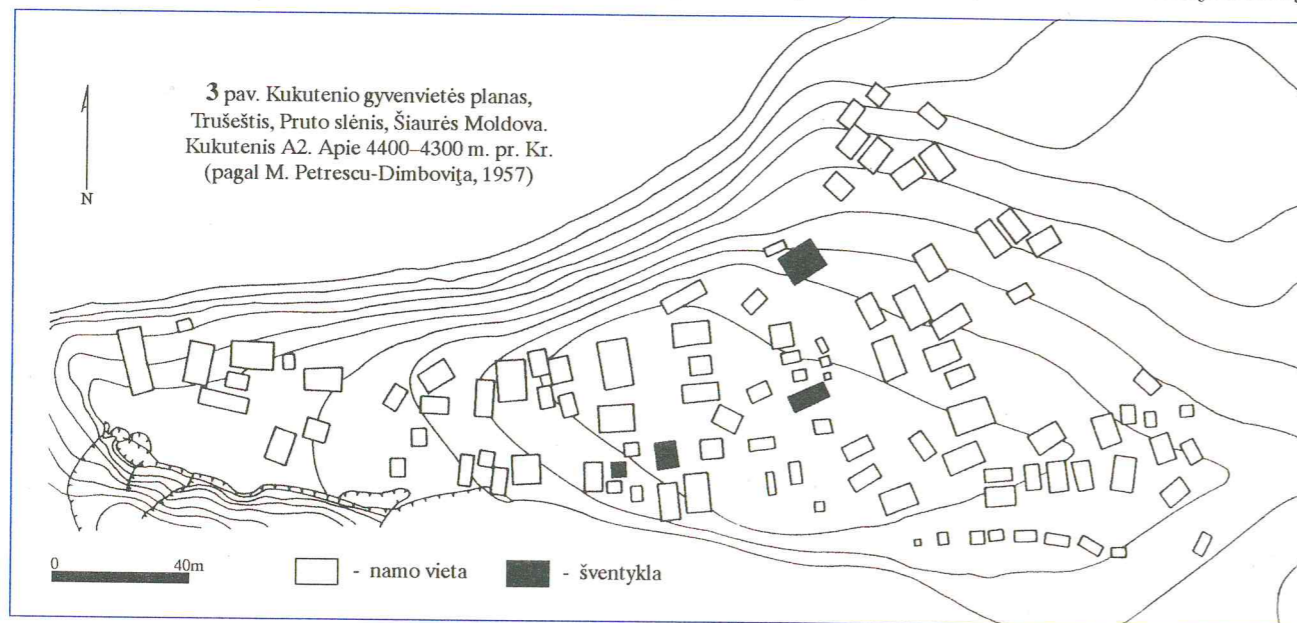 3 pav. Kukutenio gyvenvietės planas,
Trušeštis, Pruto slėnis, Šiaurės Moldova.
Kukutenis A2. Apie 4400–4300 m. pr. Kr.
(pagal M. Petrescu-Dimboviţa, 1957)
N
0 40m
- namo vieta
- šventykla